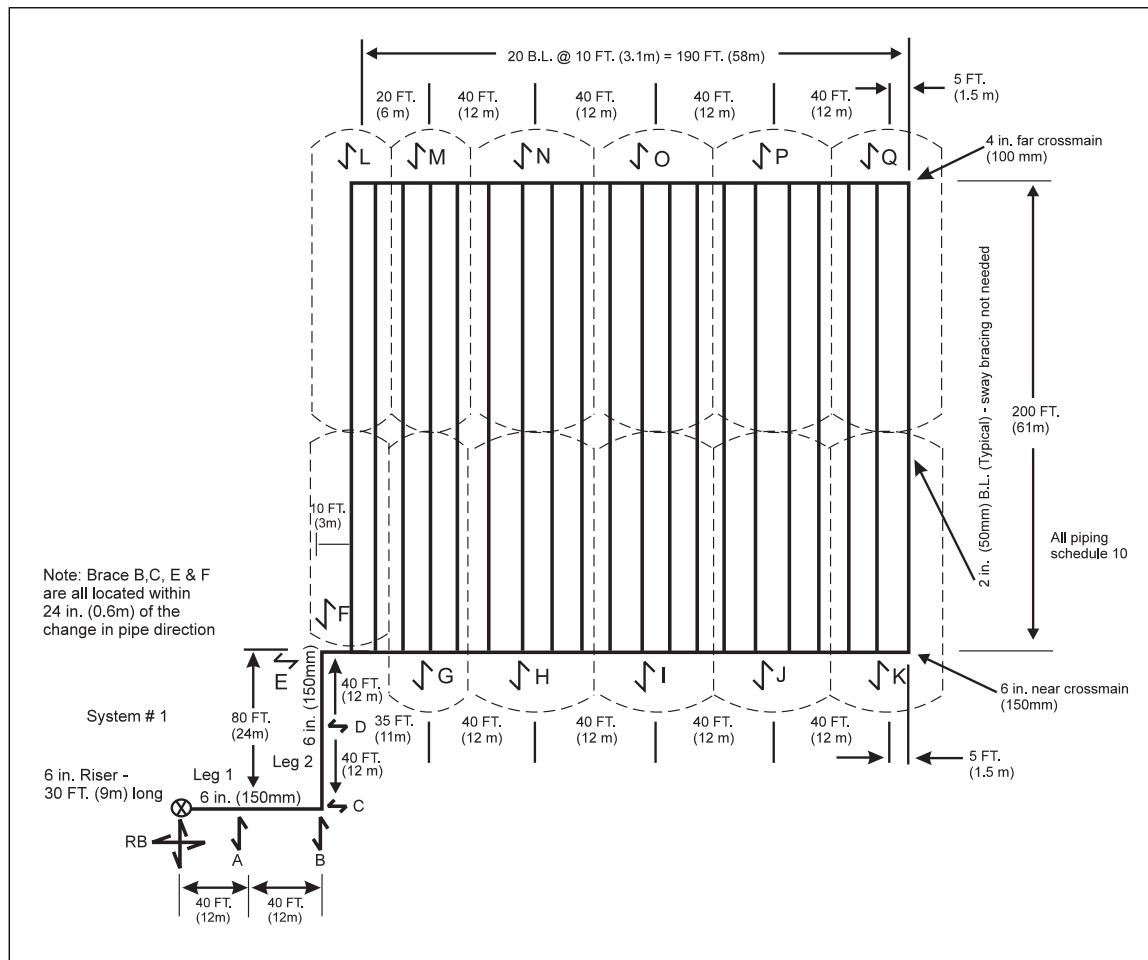 20 B.L. @ 10 FT. (3.1m) = 190 FT. (58m)
5 FT.
(1.5 m)
20 FT.
(6 m)
40 FT.
(12 m)
40 FT.
(12 m)
40 FT.
(12 m)
40 FT.
(12 m)
4 in. far crossmain
(100 mm)
L
M
N
O
P
Q
2 in. (50mm) B.L. (Typical) - sway bracing not needed
200 FT.
(61m)
10 FT.
(3m)
All piping
schedule 10
Note: Brace B,C, E & F
are all located within
24 in. (0.6m) of the
change in pipe direction
F
E
G
H
I
J
K
6 in. near crossmain
(150mm)
System # 1
80 FT.
(24m)
6 in. (150mm)
40 FT.
(12 m)
D
40 FT.
(12 m)
35 FT.
(11m)
40 FT.
(12 m)
40 FT.
(12 m)
40 FT.
(12 m)
40 FT.
(12 m)
5 FT.
(1.5 m)
Leg 2
6 in. Riser -
30 FT. (9m) long
Leg 1
6 in. (150mm)
X
C
RB
A
B
40 FT.
(12m)
40 FT.
(12m)